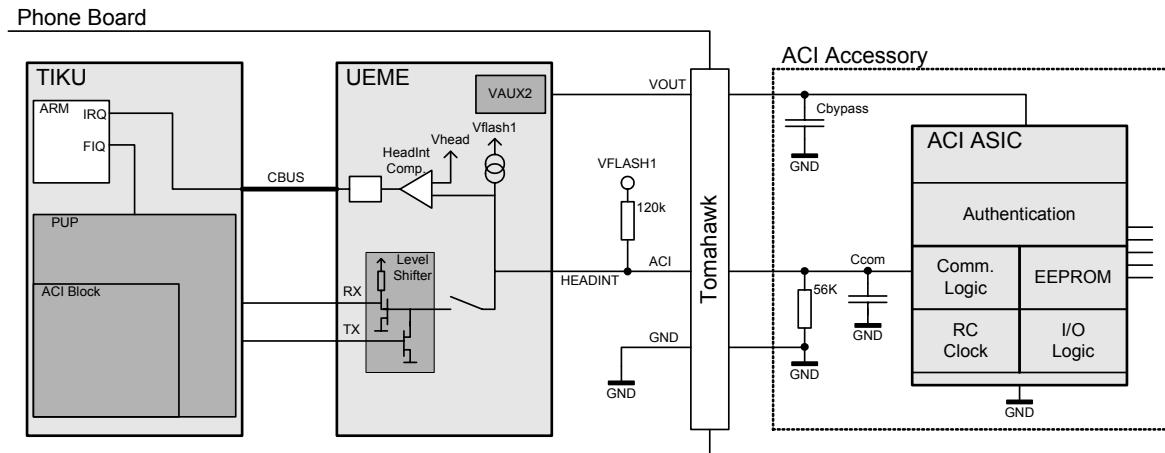 Phone Board
TIKU
ARM
IRQ
FIQ
PUP
ACI Block
CBUS
RX
TX
UEME
VAUX2
Vflash1
Vhead
HeadInt
Comp.
Level
Shifter
VOUT
VFLASH1
120k
ACI
HEADINT
GND
GND
Tomahawk
ACI Accessory
Cbypass
GND
Ccom
56K
GND
GND
ACI ASIC
Authentication
Comm.
Logic
EEPROM
RC
Clock
I/O
Logic
GND